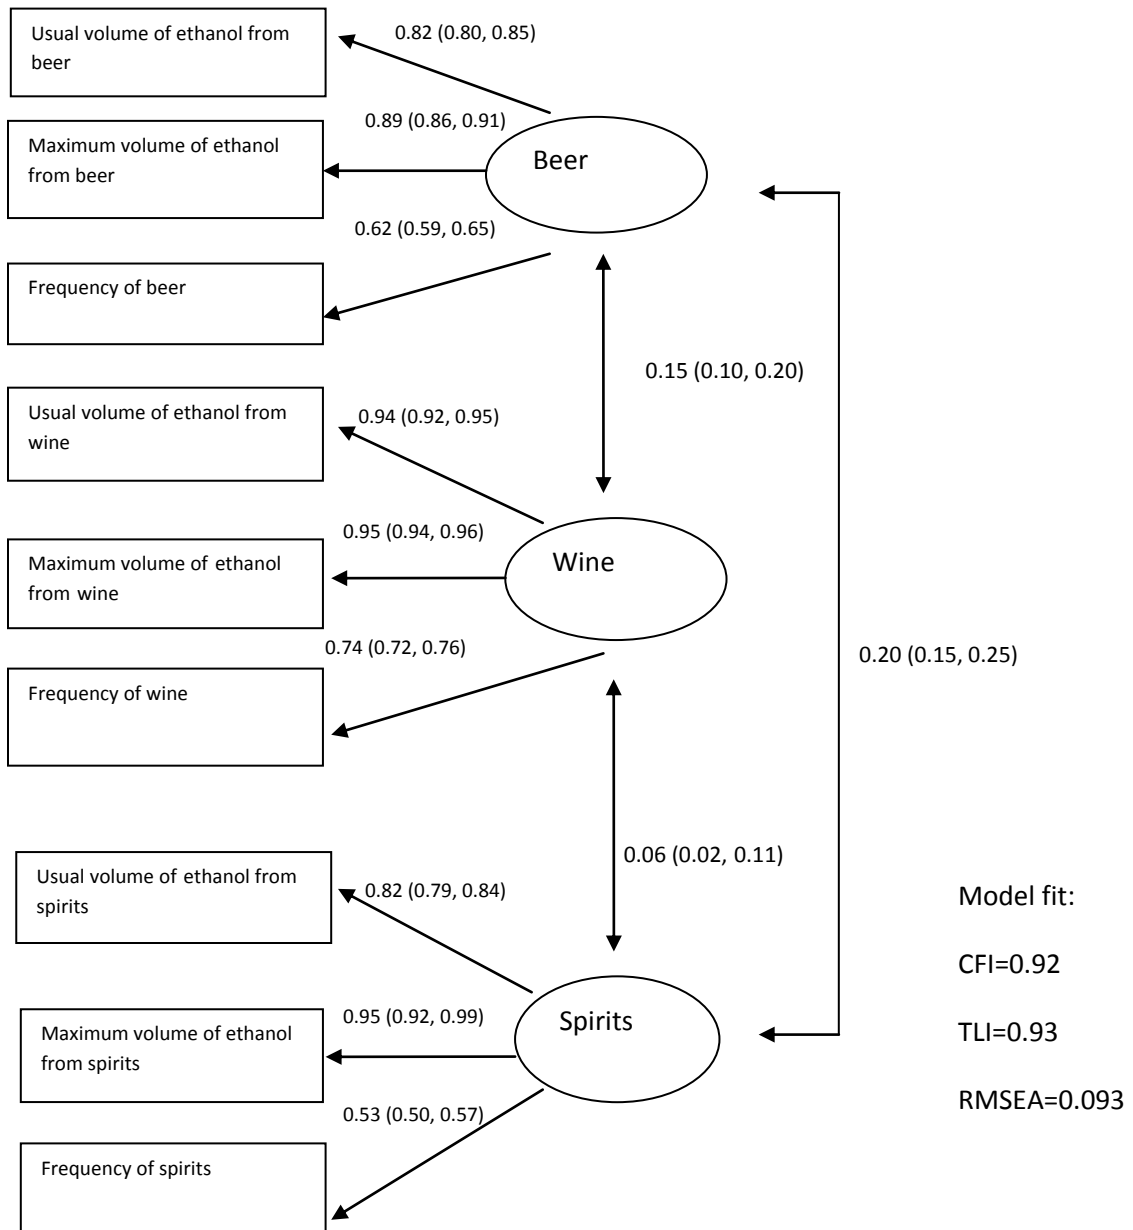 Usual volume of ethanol from
beer
0.82 (0.80, 0.85)
Maximum volume of ethanol
from beer
0.89 (0.86, 0.91)
Beer
0.62 (0.59, 0.65)
Frequency of beer
0.15 (0.10, 0.20)
Usual volume of ethanol from
wine
0.94 (0.92, 0.95)
Maximum volume of ethanol
from wine
0.95 (0.94, 0.96)
Wine
0.74 (0.72, 0.76)
0.20 (0.15, 0.25)
Frequency of wine
0.06 (0.02, 0.11)
Usual volume of ethanol from
spirits
0.82 (0.79, 0.84)
Model fit:
CFI=0.92
Maximum volume of ethanol
from spirits
0.95 (0.92, 0.99)
Spirits
TLI=0.93
RMSEA=0.093
0.53 (0.50, 0.57)
Frequency of spirits